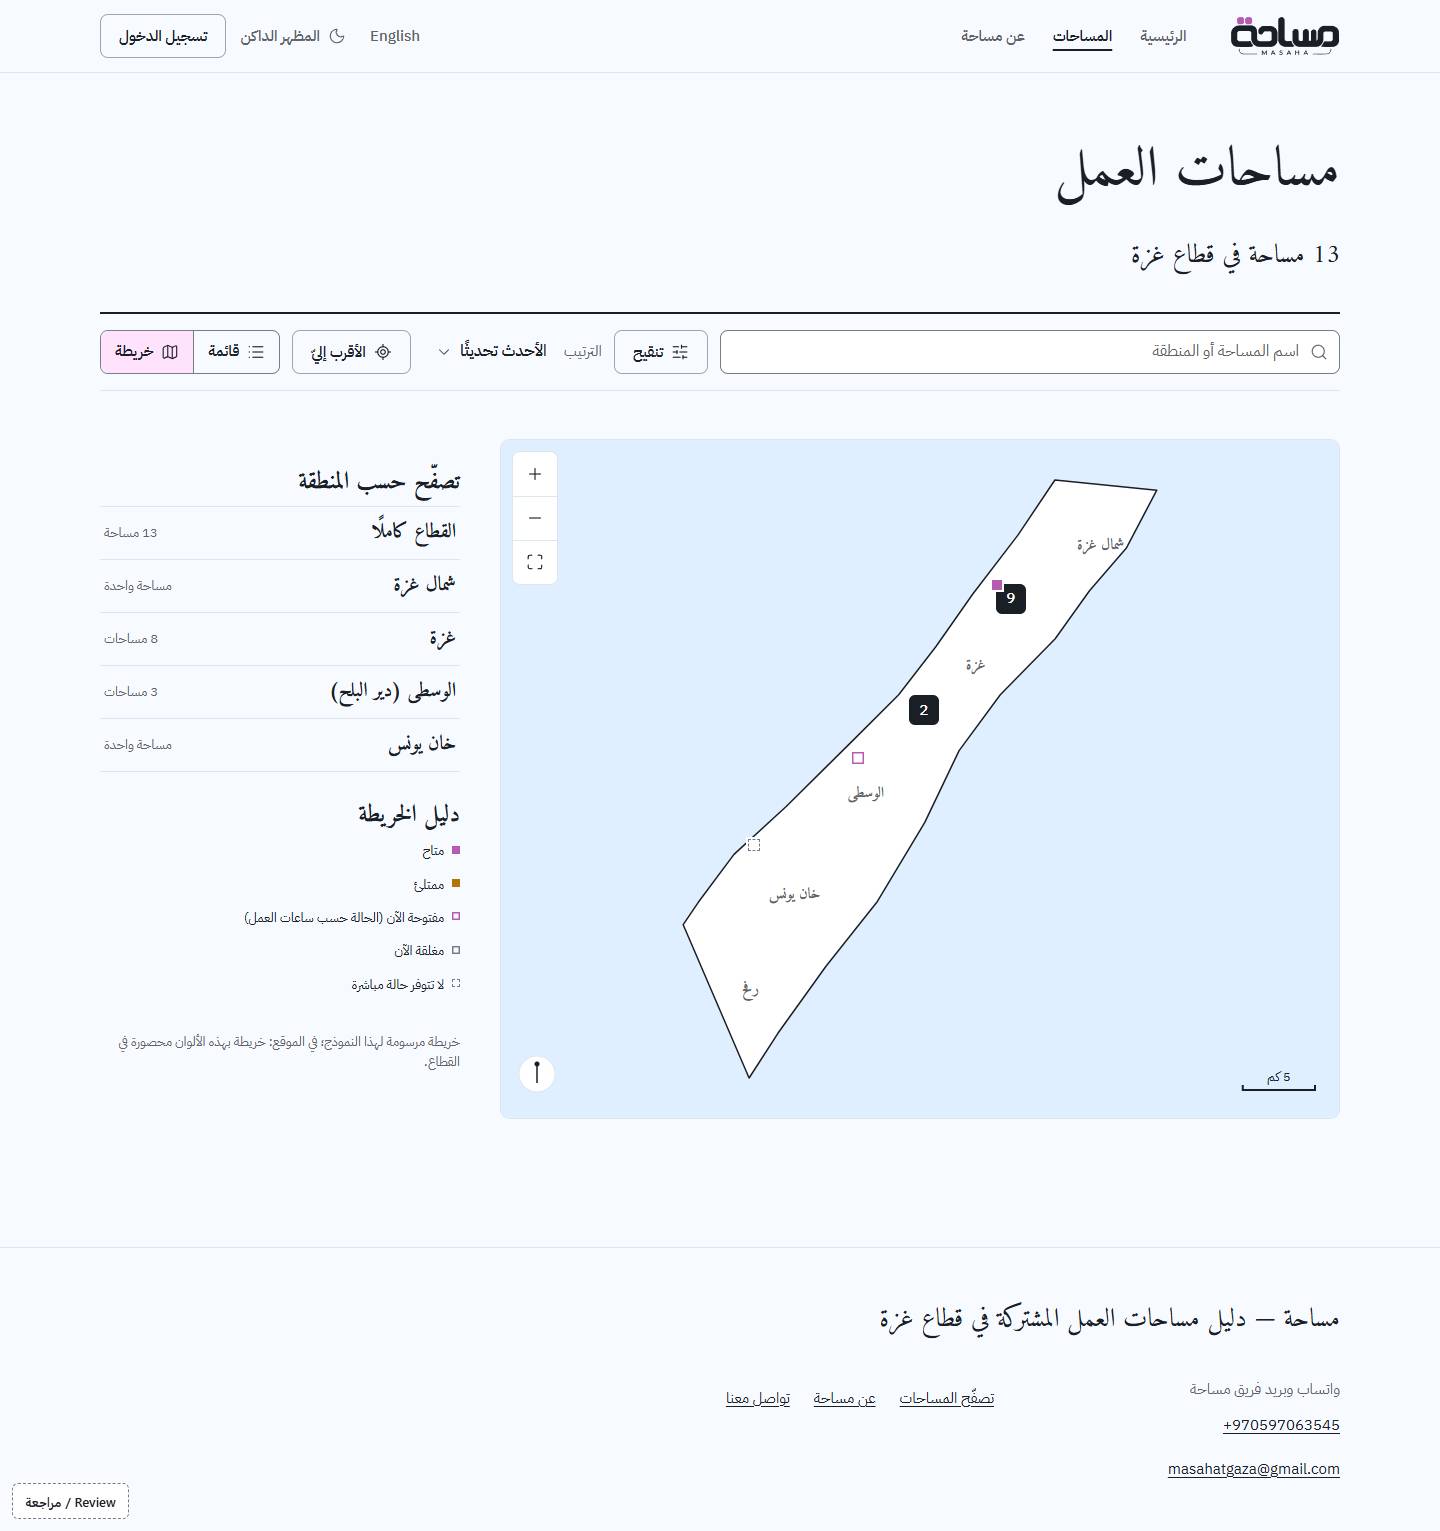 مساحة
MASAHA
الرئيسية
المساحات
عن مساحة
English
المظهر الداكن
تسجيل الدخول
مساحات العمل
13 مساحة في قطاع غزة
اسم المساحة أو المنطقة
تنقيح
الترتيب
الأحدث تحديثًا
الأقرب إليّ
قائمة
خريطة
شمال غزة
9
غزة
2
الوسطى
خان يونس
رفح
5 كم
تصفّح حسب المنطقة
القطاع كاملًا 13 مساحة
شمال غزة مساحة واحدة
غزة 8 مساحات
الوسطى (دير البلح) 3 مساحات
خان يونس مساحة واحدة
دليل الخريطة
متاح
ممتلئ
مفتوحة الآن (الحالة حسب ساعات العمل)
مغلقة الآن
لا تتوفر حالة مباشرة
خريطة مرسومة لهذا النموذج؛ في الموقع: خريطة بهذه الألوان محصورة في
القطاع.
مساحة — دليل مساحات العمل المشتركة في قطاع غزة
واتساب وبريد فريق مساحة
+970597063545
masahatgaza@gmail.com
تصفّح المساحات
عن مساحة
تواصل معنا
Review / مراجعة